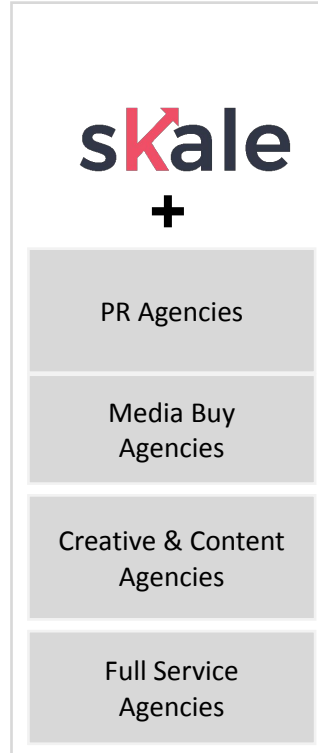 sKale
+
PR Agencies
Media Buy
Agencies
Creative & Content
Agencies
Full Service
Agencies